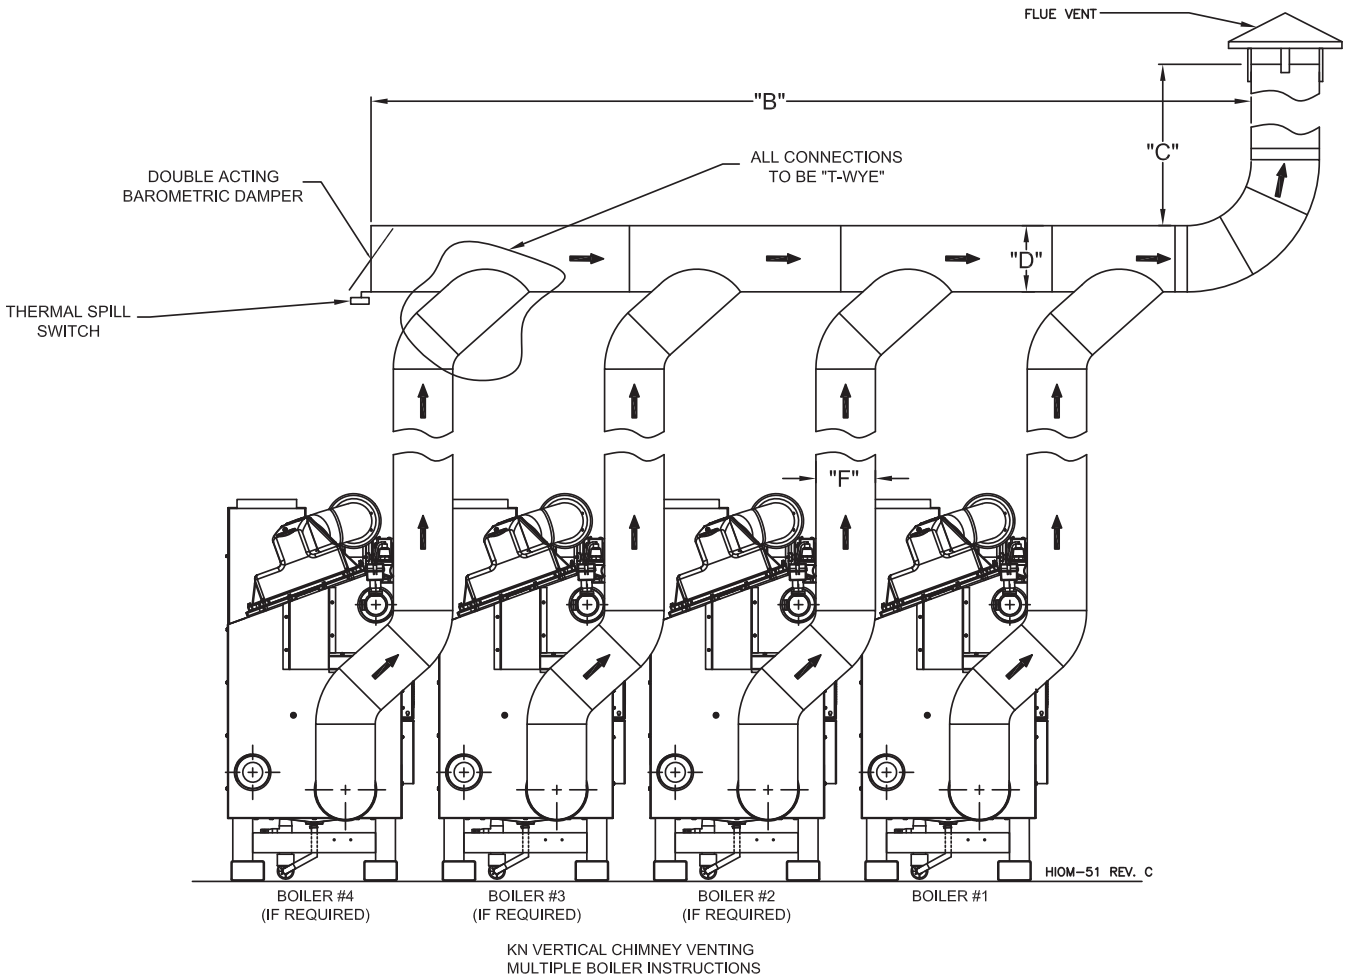 FLUE VENT
"B"
"C"
ALL CONNECTIONS
TO BE "T-WYE"
DOUBLE ACTING
BAROMETRIC DAMPER
"D"
THERMAL SPILL
SWITCH
"F"
HIOM-51 REV. C
BOILER #4
(IF REQUIRED)
BOILER #3
(IF REQUIRED)
BOILER #2
(IF REQUIRED)
BOILER #1
KN VERTICAL CHIMNEY VENTING
MULTIPLE BOILER INSTRUCTIONS